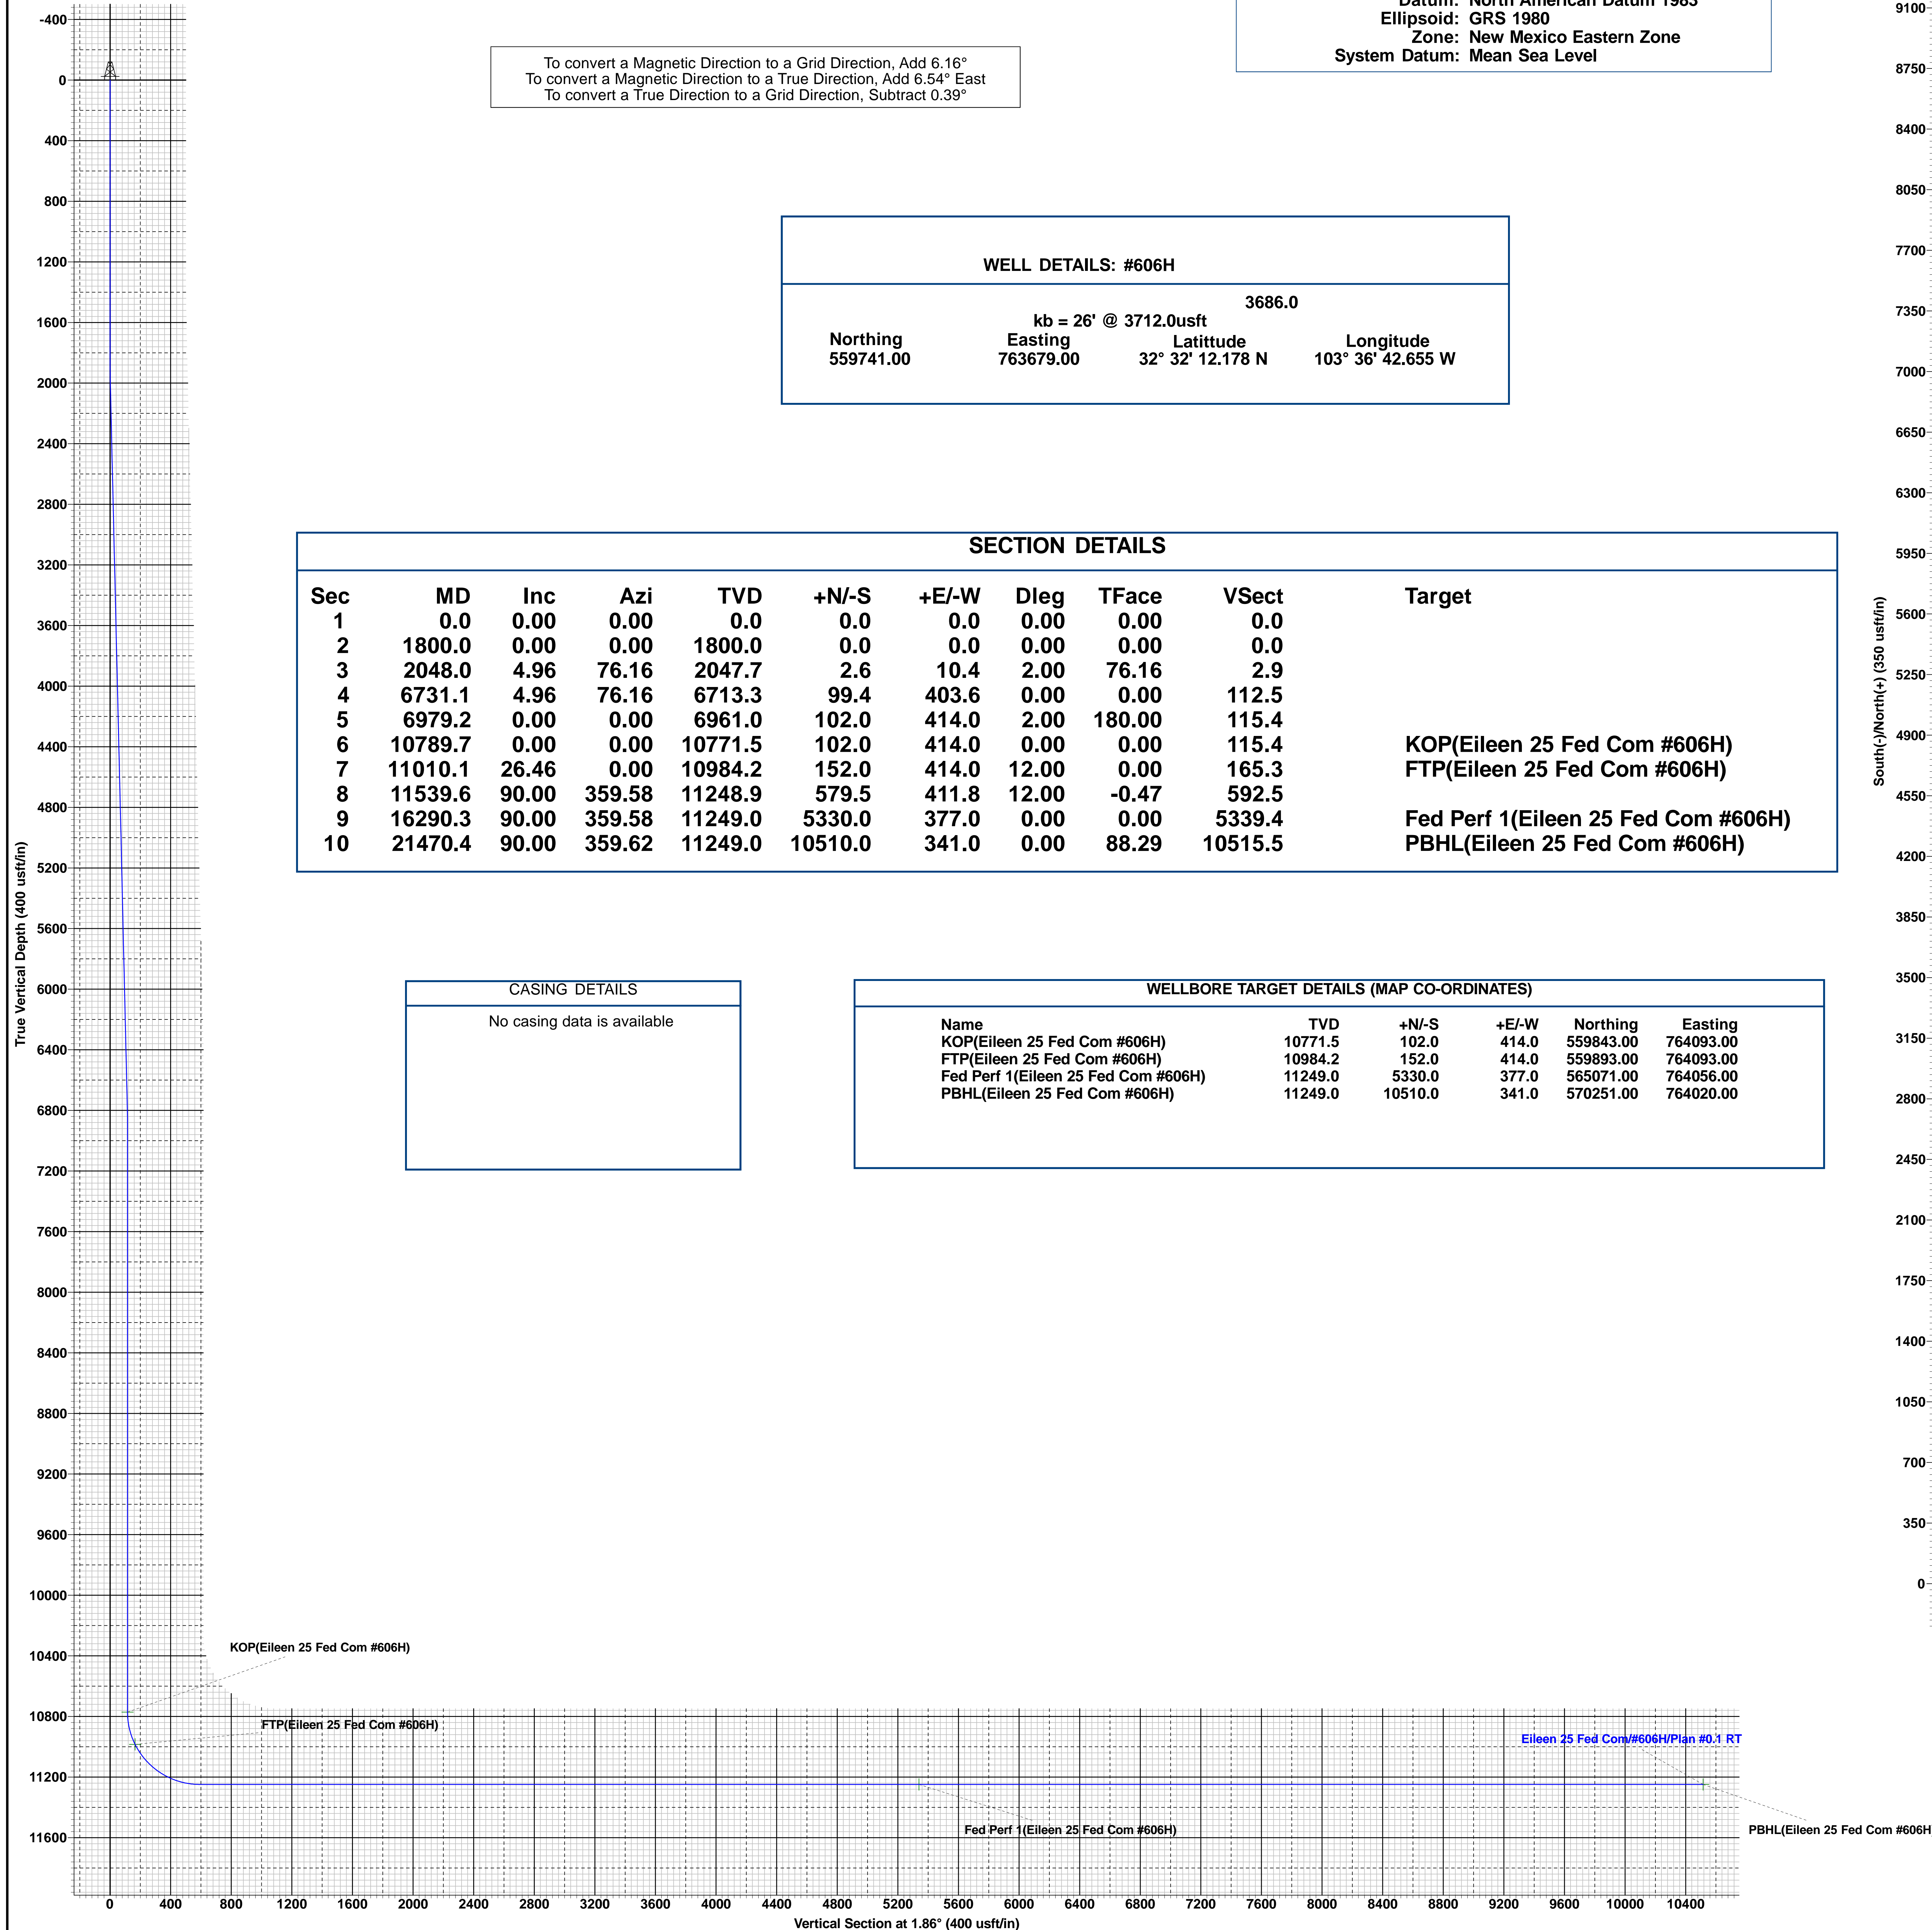 Datum: North American Datum 1983
Ellipsoid: GRS 1980
Zone: New Mexico Eastern Zone
System Datum: Mean Sea Level
To convert a Magnetic Direction to a Grid Direction, Add 6.16°
To convert a Magnetic Direction to a True Direction, Add 6.54° East
To convert a True Direction to a Grid Direction, Subtract 0.39°
WELL DETAILS: #606H
3686.0
kb = 26' @ 3712.0usft
Northing Easting Latittude Longitude
559741.00 763679.00 32° 32' 12.178 N 103° 36' 42.655 W
SECTION DETAILS
Sec MD Inc Azi TVD +N/-S +E/-W Dleg TFace VSect Target
1 0.0 0.00 0.00 0.0 0.0 0.0 0.00 0.00 0.0
2 1800.0 0.00 0.00 1800.0 0.0 0.0 0.00 0.00 0.0
3 2048.0 4.96 76.16 2047.7 2.6 10.4 2.00 76.16 2.9
4 6731.1 4.96 76.16 6713.3 99.4 403.6 0.00 0.00 112.5
5 6979.2 0.00 0.00 6961.0 102.0 414.0 2.00 180.00 115.4
6 10789.7 0.00 0.00 10771.5 102.0 414.0 0.00 0.00 115.4 KOP(Eileen 25 Fed Com #606H)
7 11010.1 26.46 0.00 10984.2 152.0 414.0 12.00 0.00 165.3 FTP(Eileen 25 Fed Com #606H)
8 11539.6 90.00 359.58 11248.9 579.5 411.8 12.00 -0.47 592.5
9 16290.3 90.00 359.58 11249.0 5330.0 377.0 0.00 0.00 5339.4 Fed Perf 1(Eileen 25 Fed Com #606H)
10 21470.4 90.00 359.62 11249.0 10510.0 341.0 0.00 88.29 10515.5 PBHL(Eileen 25 Fed Com #606H)
CASING DETAILS
No casing data is available
WELLBORE TARGET DETAILS (MAP CO-ORDINATES)
Name TVD +N/-S +E/-W Northing Easting
KOP(Eileen 25 Fed Com #606H) 10771.5 102.0 414.0 559843.00 764093.00
FTP(Eileen 25 Fed Com #606H) 10984.2 152.0 414.0 559893.00 764093.00
Fed Perf 1(Eileen 25 Fed Com #606H) 11249.0 5330.0 377.0 565071.00 764056.00
PBHL(Eileen 25 Fed Com #606H) 11249.0 10510.0 341.0 570251.00 764020.00
True Vertical Depth (400 usft/in)
-400
0
400
800
1200
1600
2000
2400
2800
3200
3600
4000
4400
4800
5200
5600
6000
6400
6800
7200
7600
8000
8400
8800
9200
9600
10000
10400
10800
11200
11600
KOP(Eileen 25 Fed Com #606H)
FTP(Eileen 25 Fed Com #606H)
Eileen 25 Fed Com/#606H/Plan #0.1 RT
Fed Perf 1(Eileen 25 Fed Com #606H)
PBHL(Eileen 25 Fed Com #606H
0 400 800 1200 1600 2000 2400 2800 3200 3600 4000 4400 4800 5200 5600 6000 6400 6800 7200 7600 8000 8400 8800 9200 9600 10000 10400
Vertical Section at 1.86° (400 usft/in)
South(-)/North(+) (350 usft/in)
9100
8750
8400
8050
7700
7350
7000
6650
6300
5950
5600
5250
4900
4550
4200
3850
3500
3150
2800
2450
2100
1750
1400
1050
700
350
0